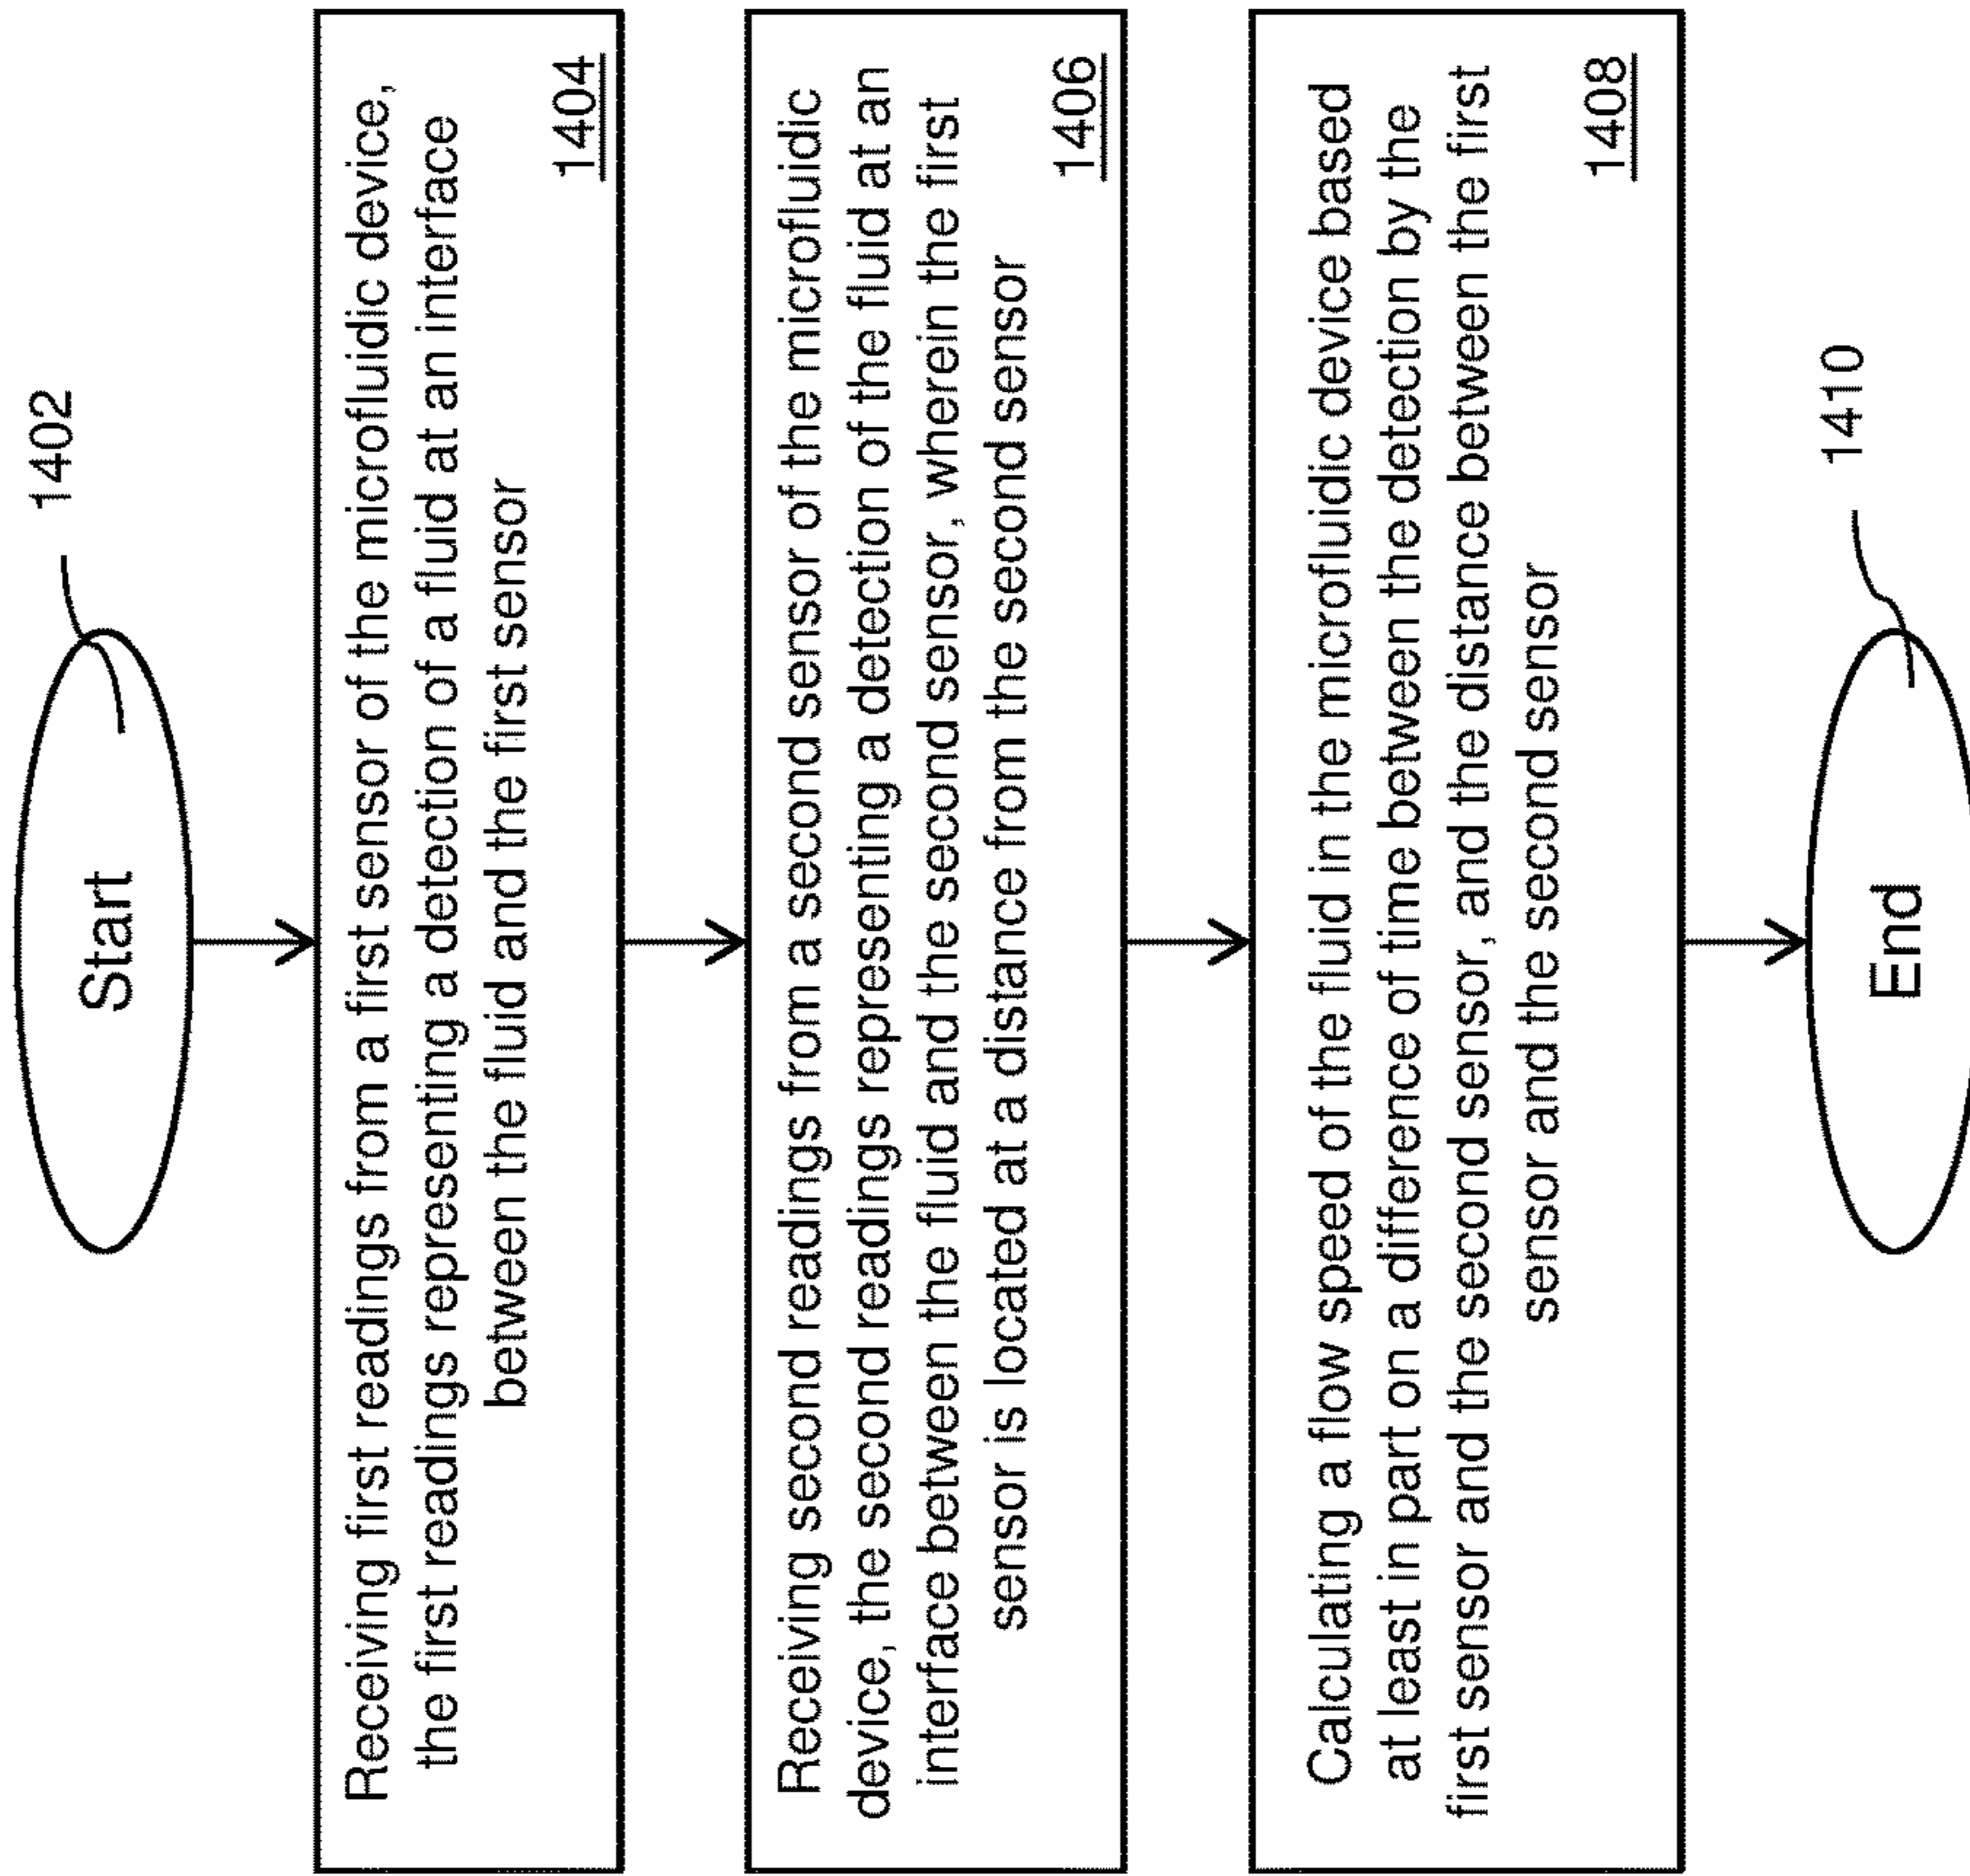 1402
Start
Receiving first readings from a first sensor of the microfluidic device,
the first readings representing a detection of a fluid at an interface
between the fluid and the first sensor
1404
Receiving second readings from a second sensor of the microfluidic
device, the second readings representing a detection of the fluid at an
interface between the fluid and the second sensor, wherein the first
sensor is located at a distance from the second sensor
1406
Calculating a flow speed of the fluid in the microfluidic device based
at least in part on a difference of time between the detection by the
first sensor and the second sensor, and the distance between the first
sensor and the second sensor
1408
1410
End